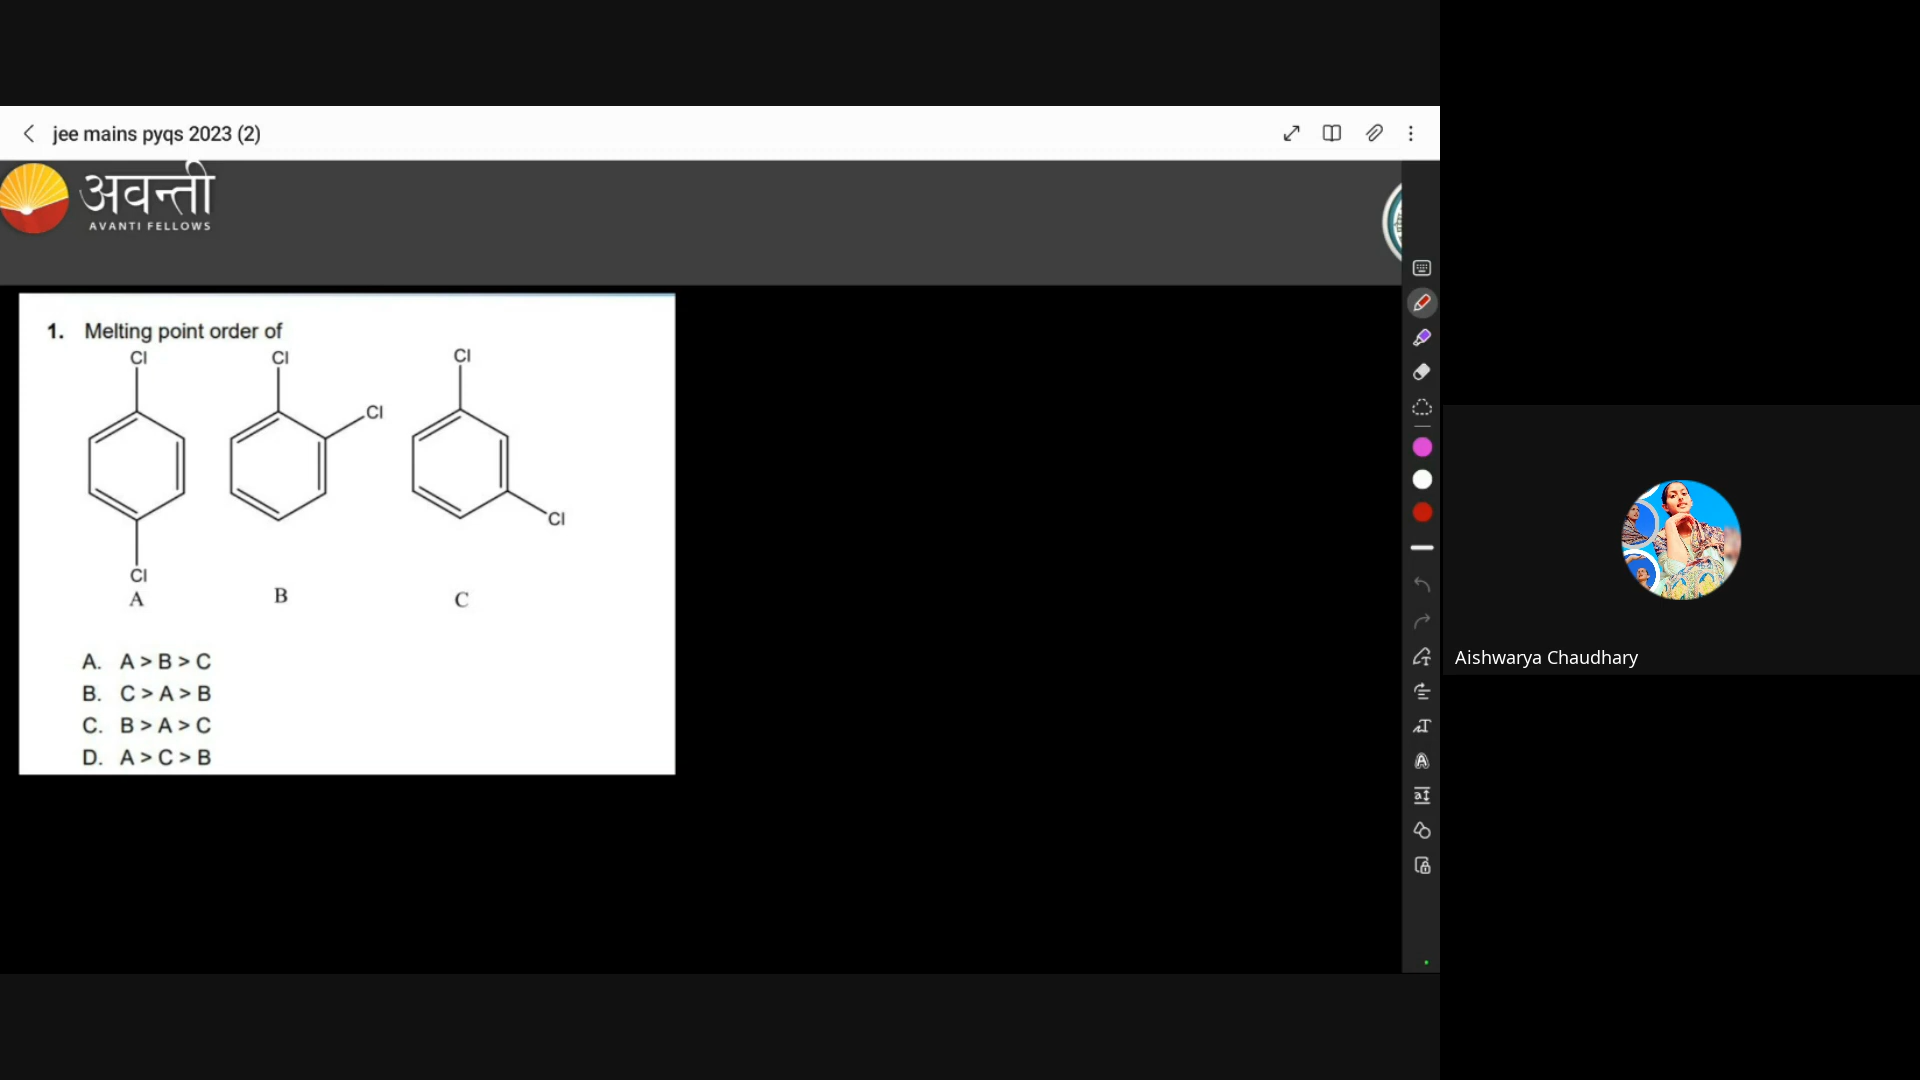 jee mains pyqs 2023 (2)
अवन्ती
AVANTI FELLOWS
1. Melting point order of
Cl Cl Cl
Cl
Cl
Cl
A B C
A. A > B > C
B. C > A > B
C. B > A > C
D. A > C > B
Aishwarya Chaudhary